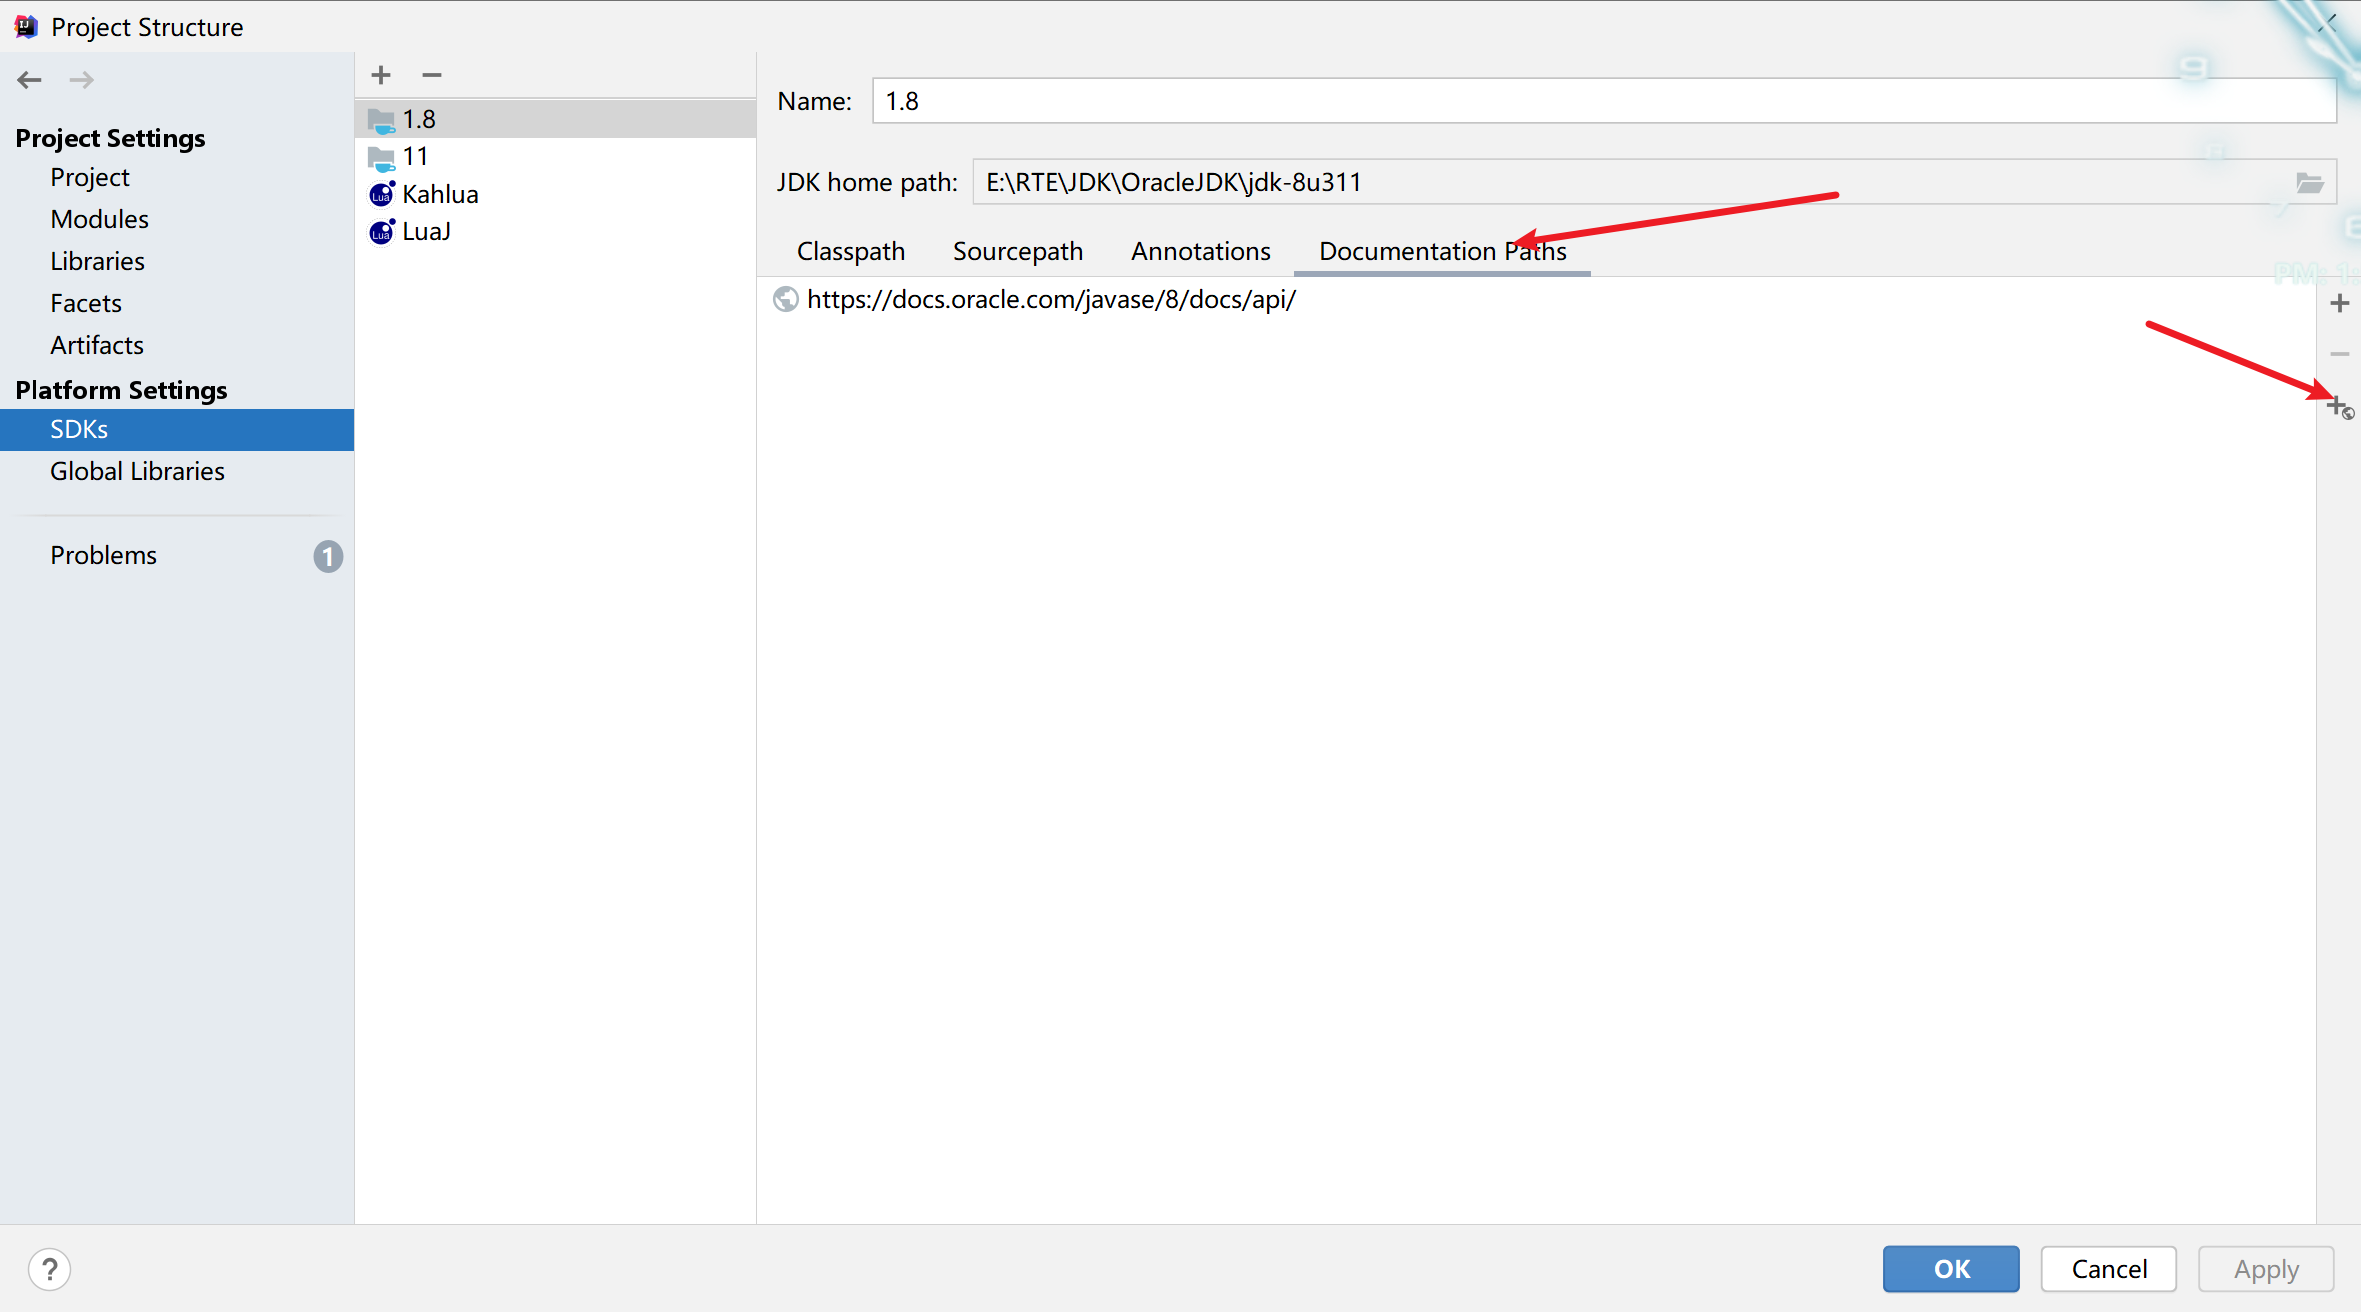 Project Structure
Project Settings
Project
Modules
Libraries
Facets
Artifacts
Platform Settings
SDKs
Global Libraries
Problems
1
1.8
11
Kahlua
LuaJ
Name:
1.8
JDK home path:
E:\RTE\JDK\OracleJDK\jdk-8u311
Classpath
Sourcepath
Annotations
Documentation Paths
https://docs.oracle.com/javase/8/docs/api/
?
OK
Cancel
Apply